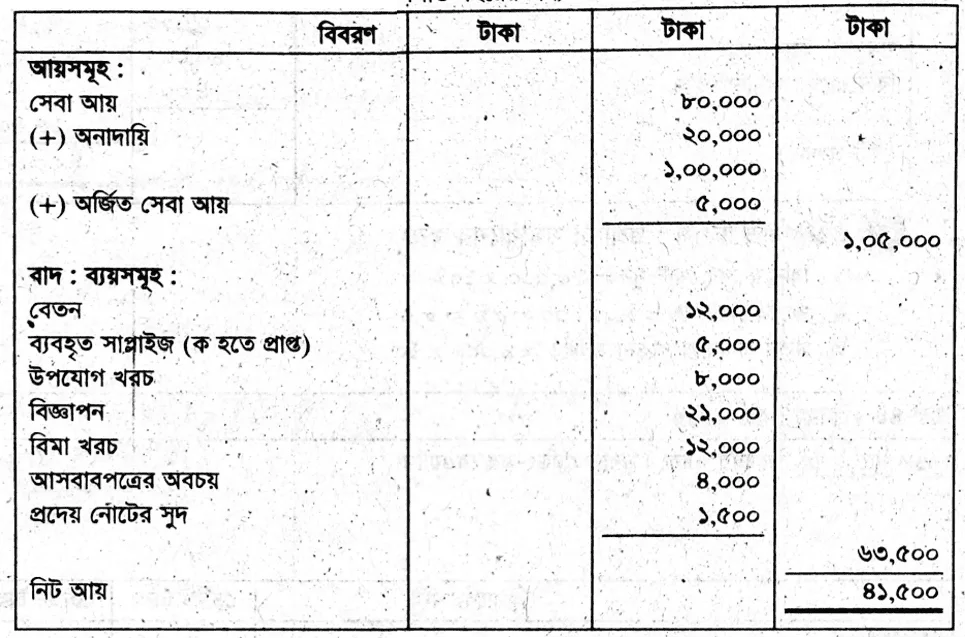 বিবরণ টাকা টাকা টাকা
আয়সমূহ :
সেবা আয় ৮০,০০০
(+) অনাদায়ি ২০,০০০
১,০০,০০০
(+) অর্জিত সেবা আয় ৫,০০০
১,০৫,০০০
বাদ : ব্যয়সমূহ :
বেতন ১২,০০০
ব্যবহৃত সাপ্লাইজ (ক হতে প্রাপ্ত) ৫,০০০
উপযোগ খরচ ৮,০০০
বিজ্ঞাপন ২১,০০০
বিমা খরচ ১২,০০০
আসবাবপত্রের অবচয় ৪,০০০
প্রদেয় নোটের সুদ ১,৫০০
৬৩,৫০০
নিট আয় ৪১,৫০০